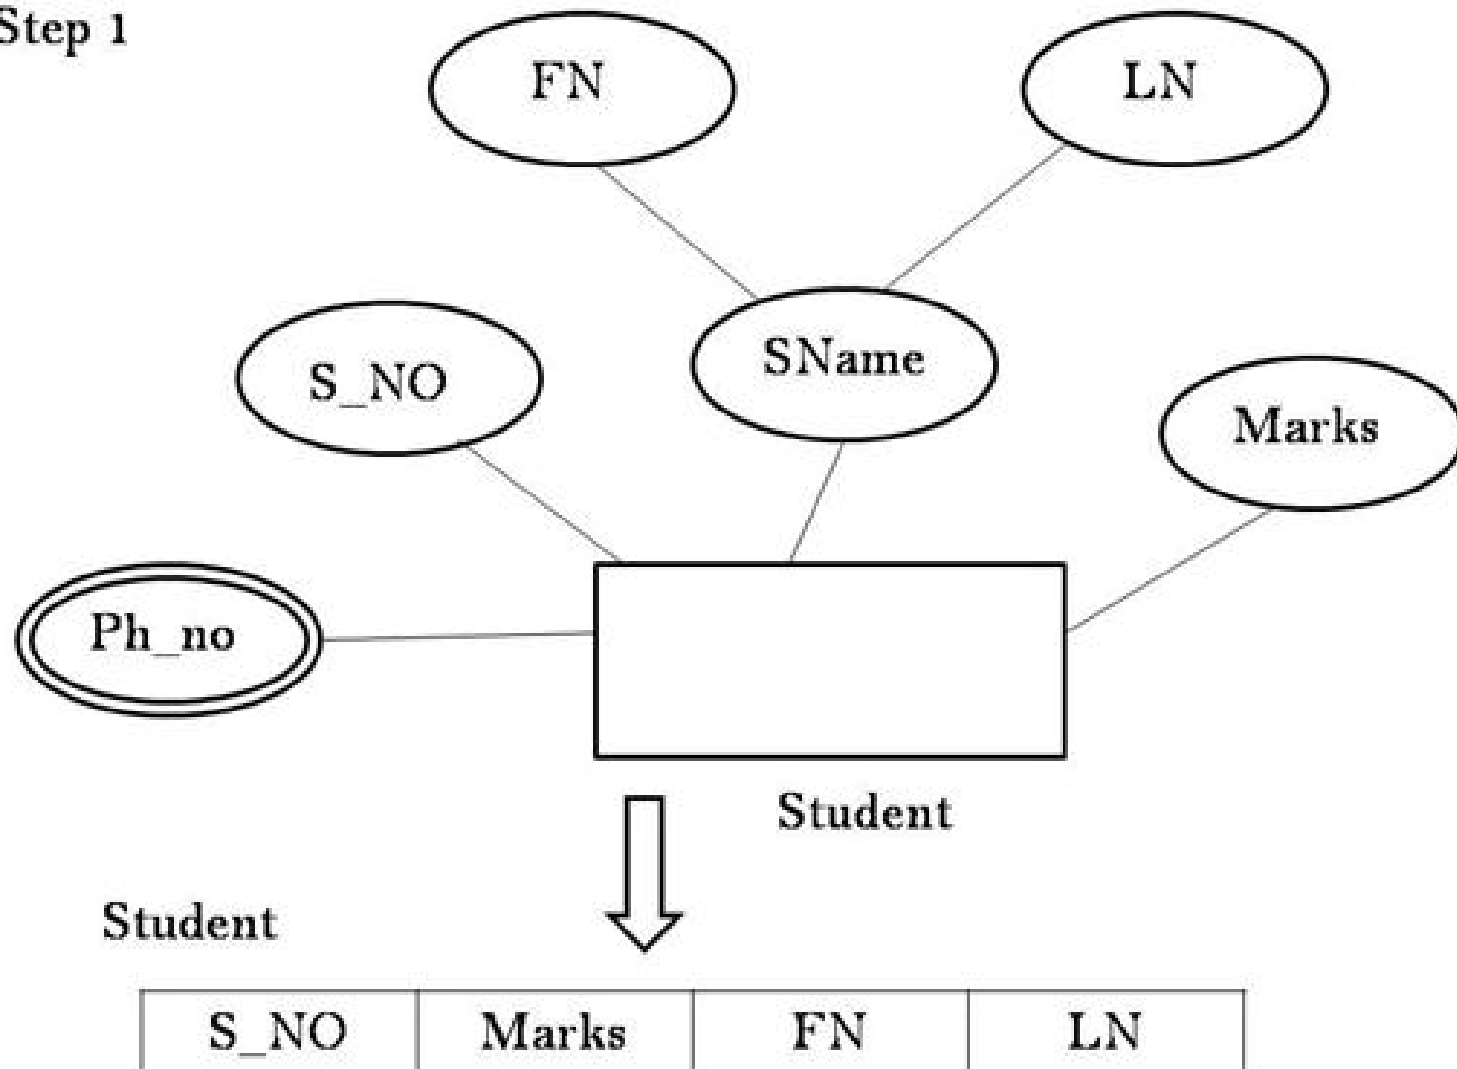 Step 1
FN
LN
S_NO
SName
Marks
Ph_no
Student
Student
S_NO Marks FN LN